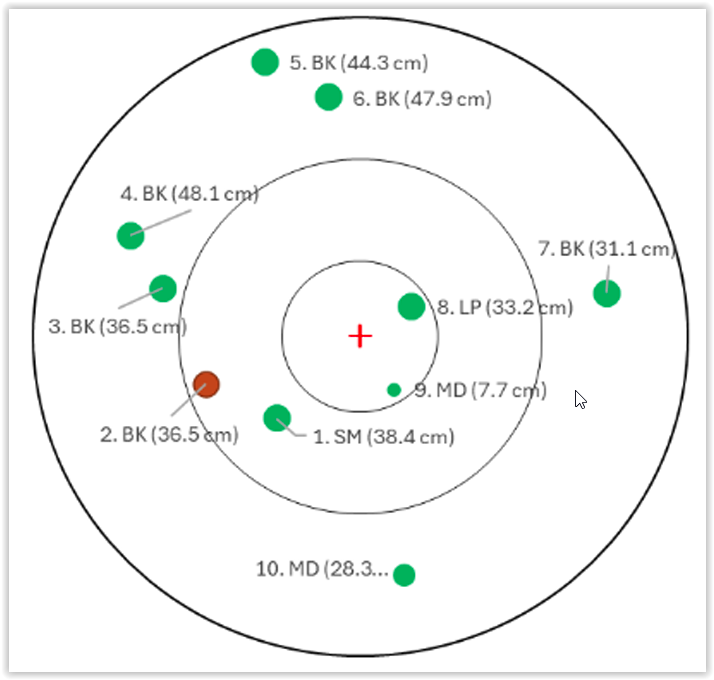 5. BK (44.3 cm)
6. BK (47.9 cm)
4. BK (48.1 cm)
7. BK (31.1 cm)
8. LP (33.2 cm)
3. BK (36.5 cm)
9. MD (7.7 cm)
2. BK (36.5 cm)
1. SM (38.4 cm)
10. MD (28.3...